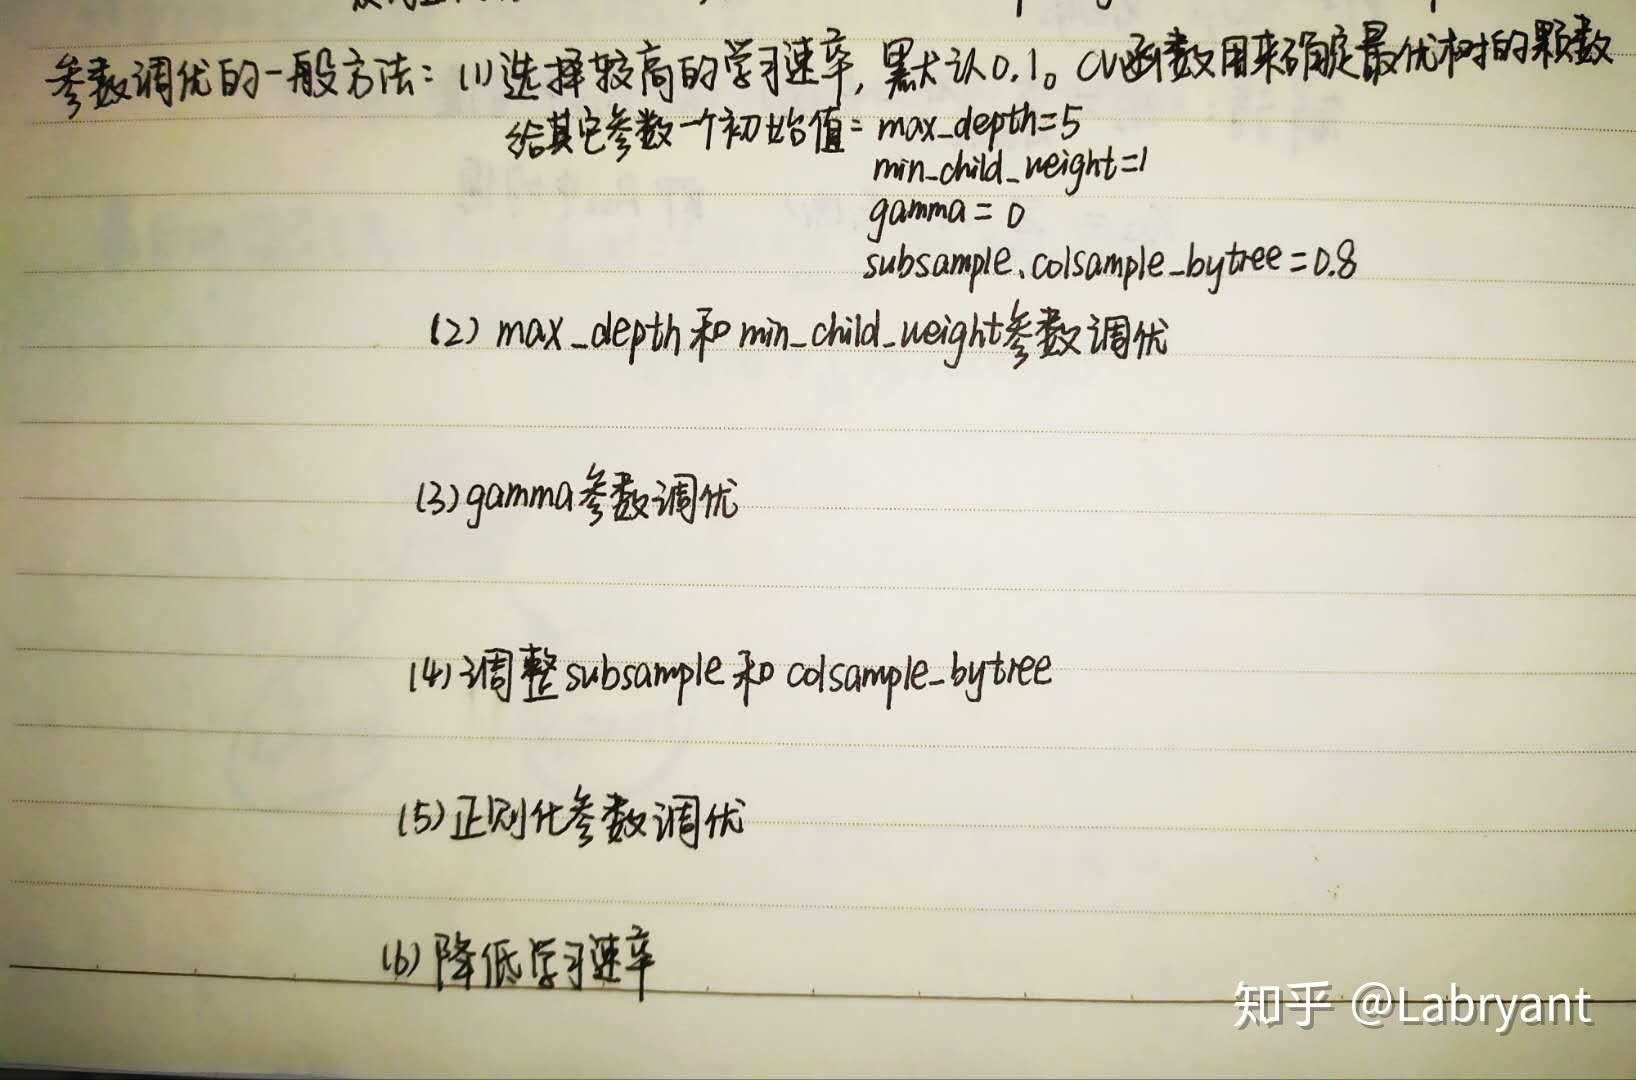 参数调优的一般方法：(1)选择较高的学习速率，默认0.1。CV函数用来确定最优树的颗数
给其它参数一个初始值：max_depth=5
min_child_weight=1
gamma=0
subsample、colsample_bytree=0.8
(2) max_depth和min_child_weight参数调优
(3)gamma参数调优
(4)调整subsample和colsample_bytree
(5)正则化参数调优
(6)降低学习速率
知乎 @Labryant